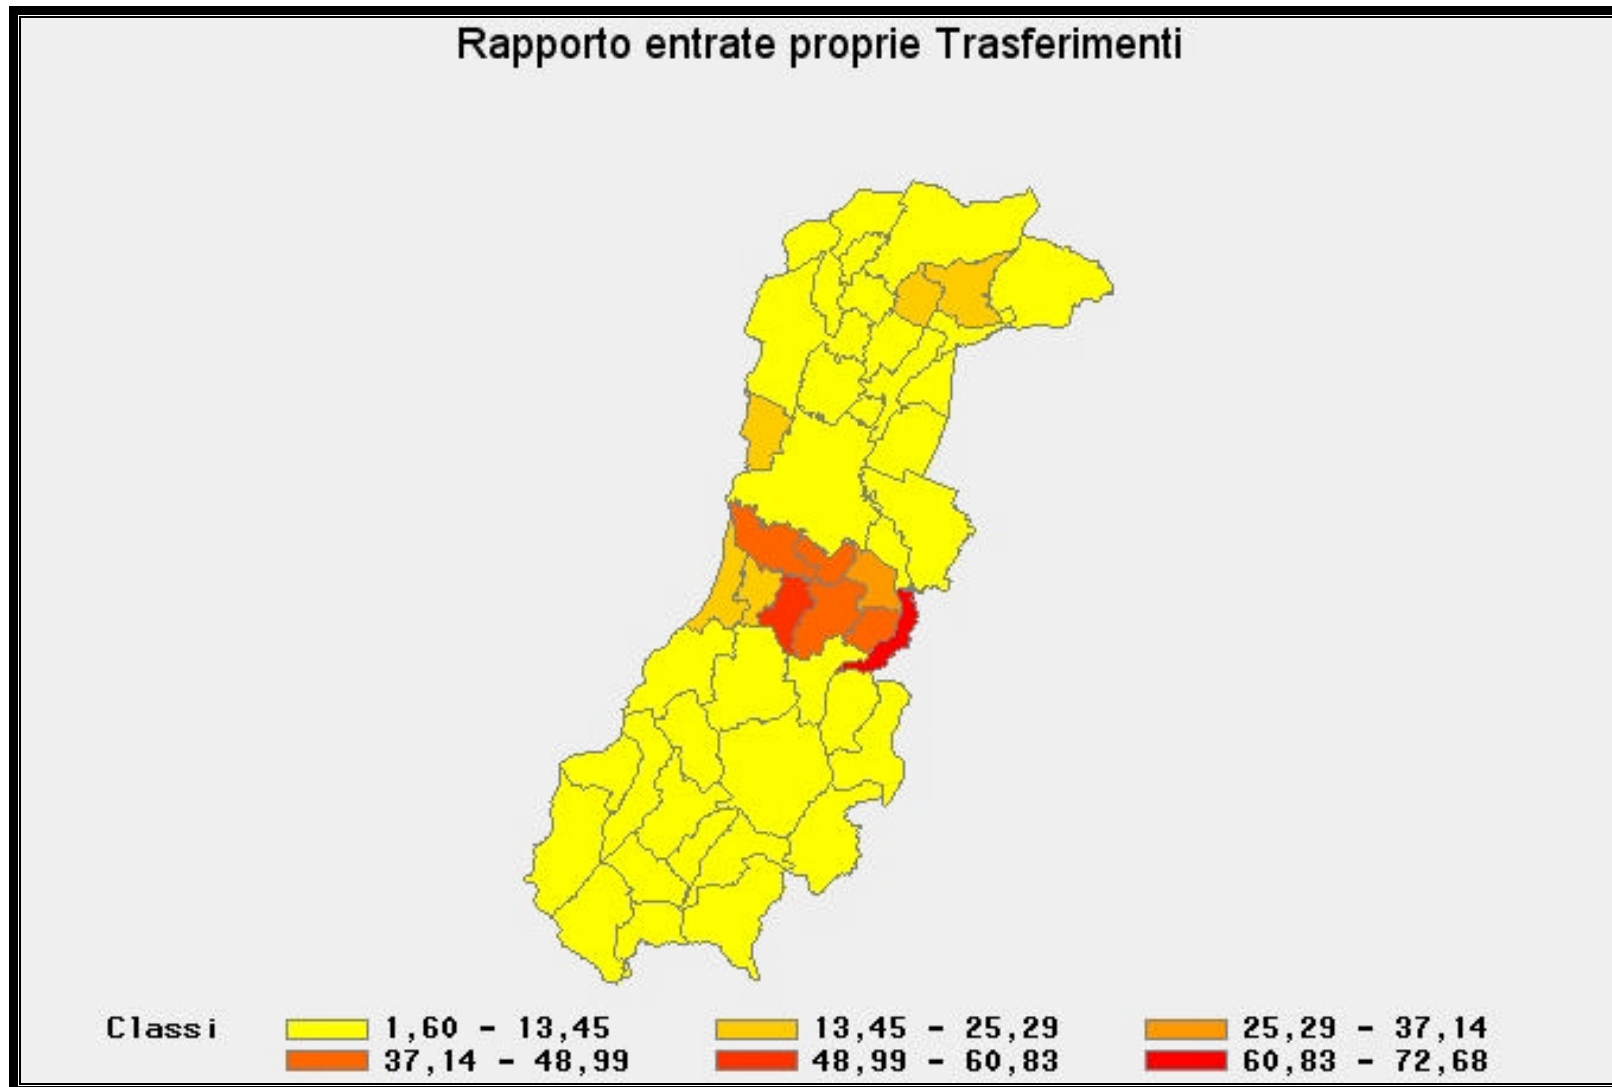 Rapporto entrate proprie Trasferimenti
Classi 1,60 - 13,45 13,45 - 25,29 25,29 - 37,14
37,14 - 48,99 48,99 - 60,83 60,83 - 72,68